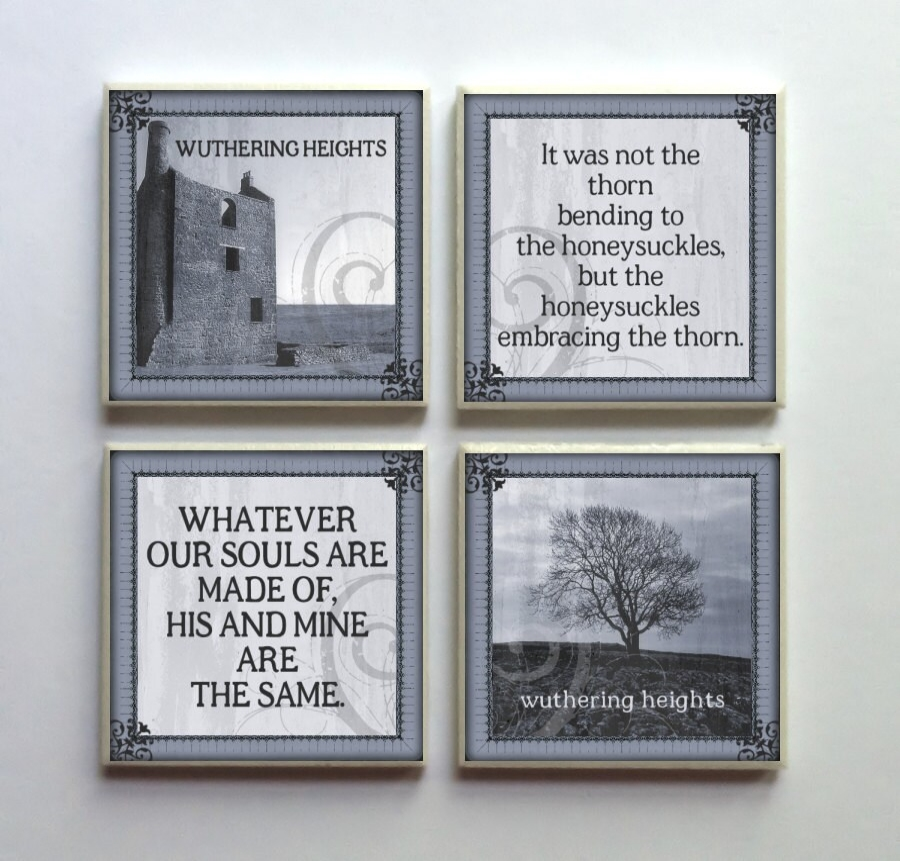 WUTHERING HEIGHTS
It was not the
thorn
bending to
the honeysuckles,
but the
honeysuckles
embracing the thorn.
WHATEVER
OUR SOULS ARE
MADE OF,
HIS AND MINE
ARE
THE SAME.
wuthering heights